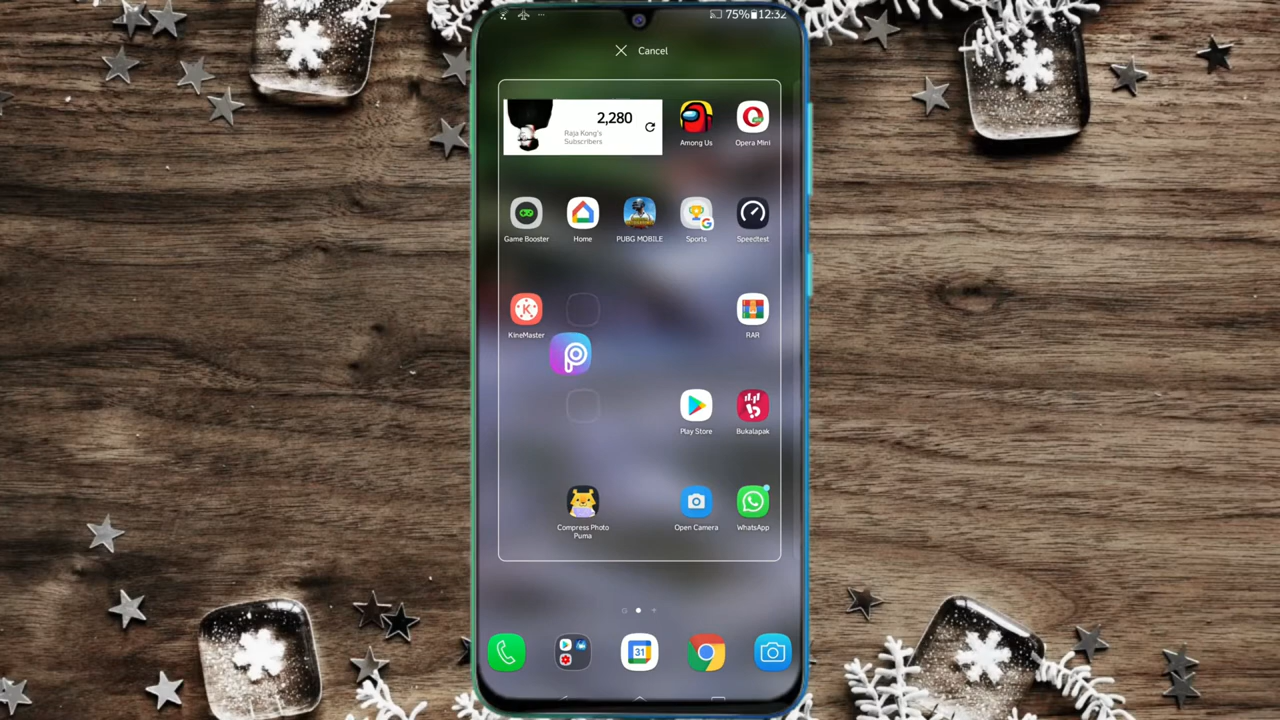 75% 12:32
Cancel
2,280
Raja Kong's
Subscribers
Among Us
Opera Mini
Game Booster
Home
PUBG MOBILE
Sports
Speedtest
KineMaster
RAR
Play Store
Bukalapak
Compress Photo
Puma
Open Camera
WhatsApp
31